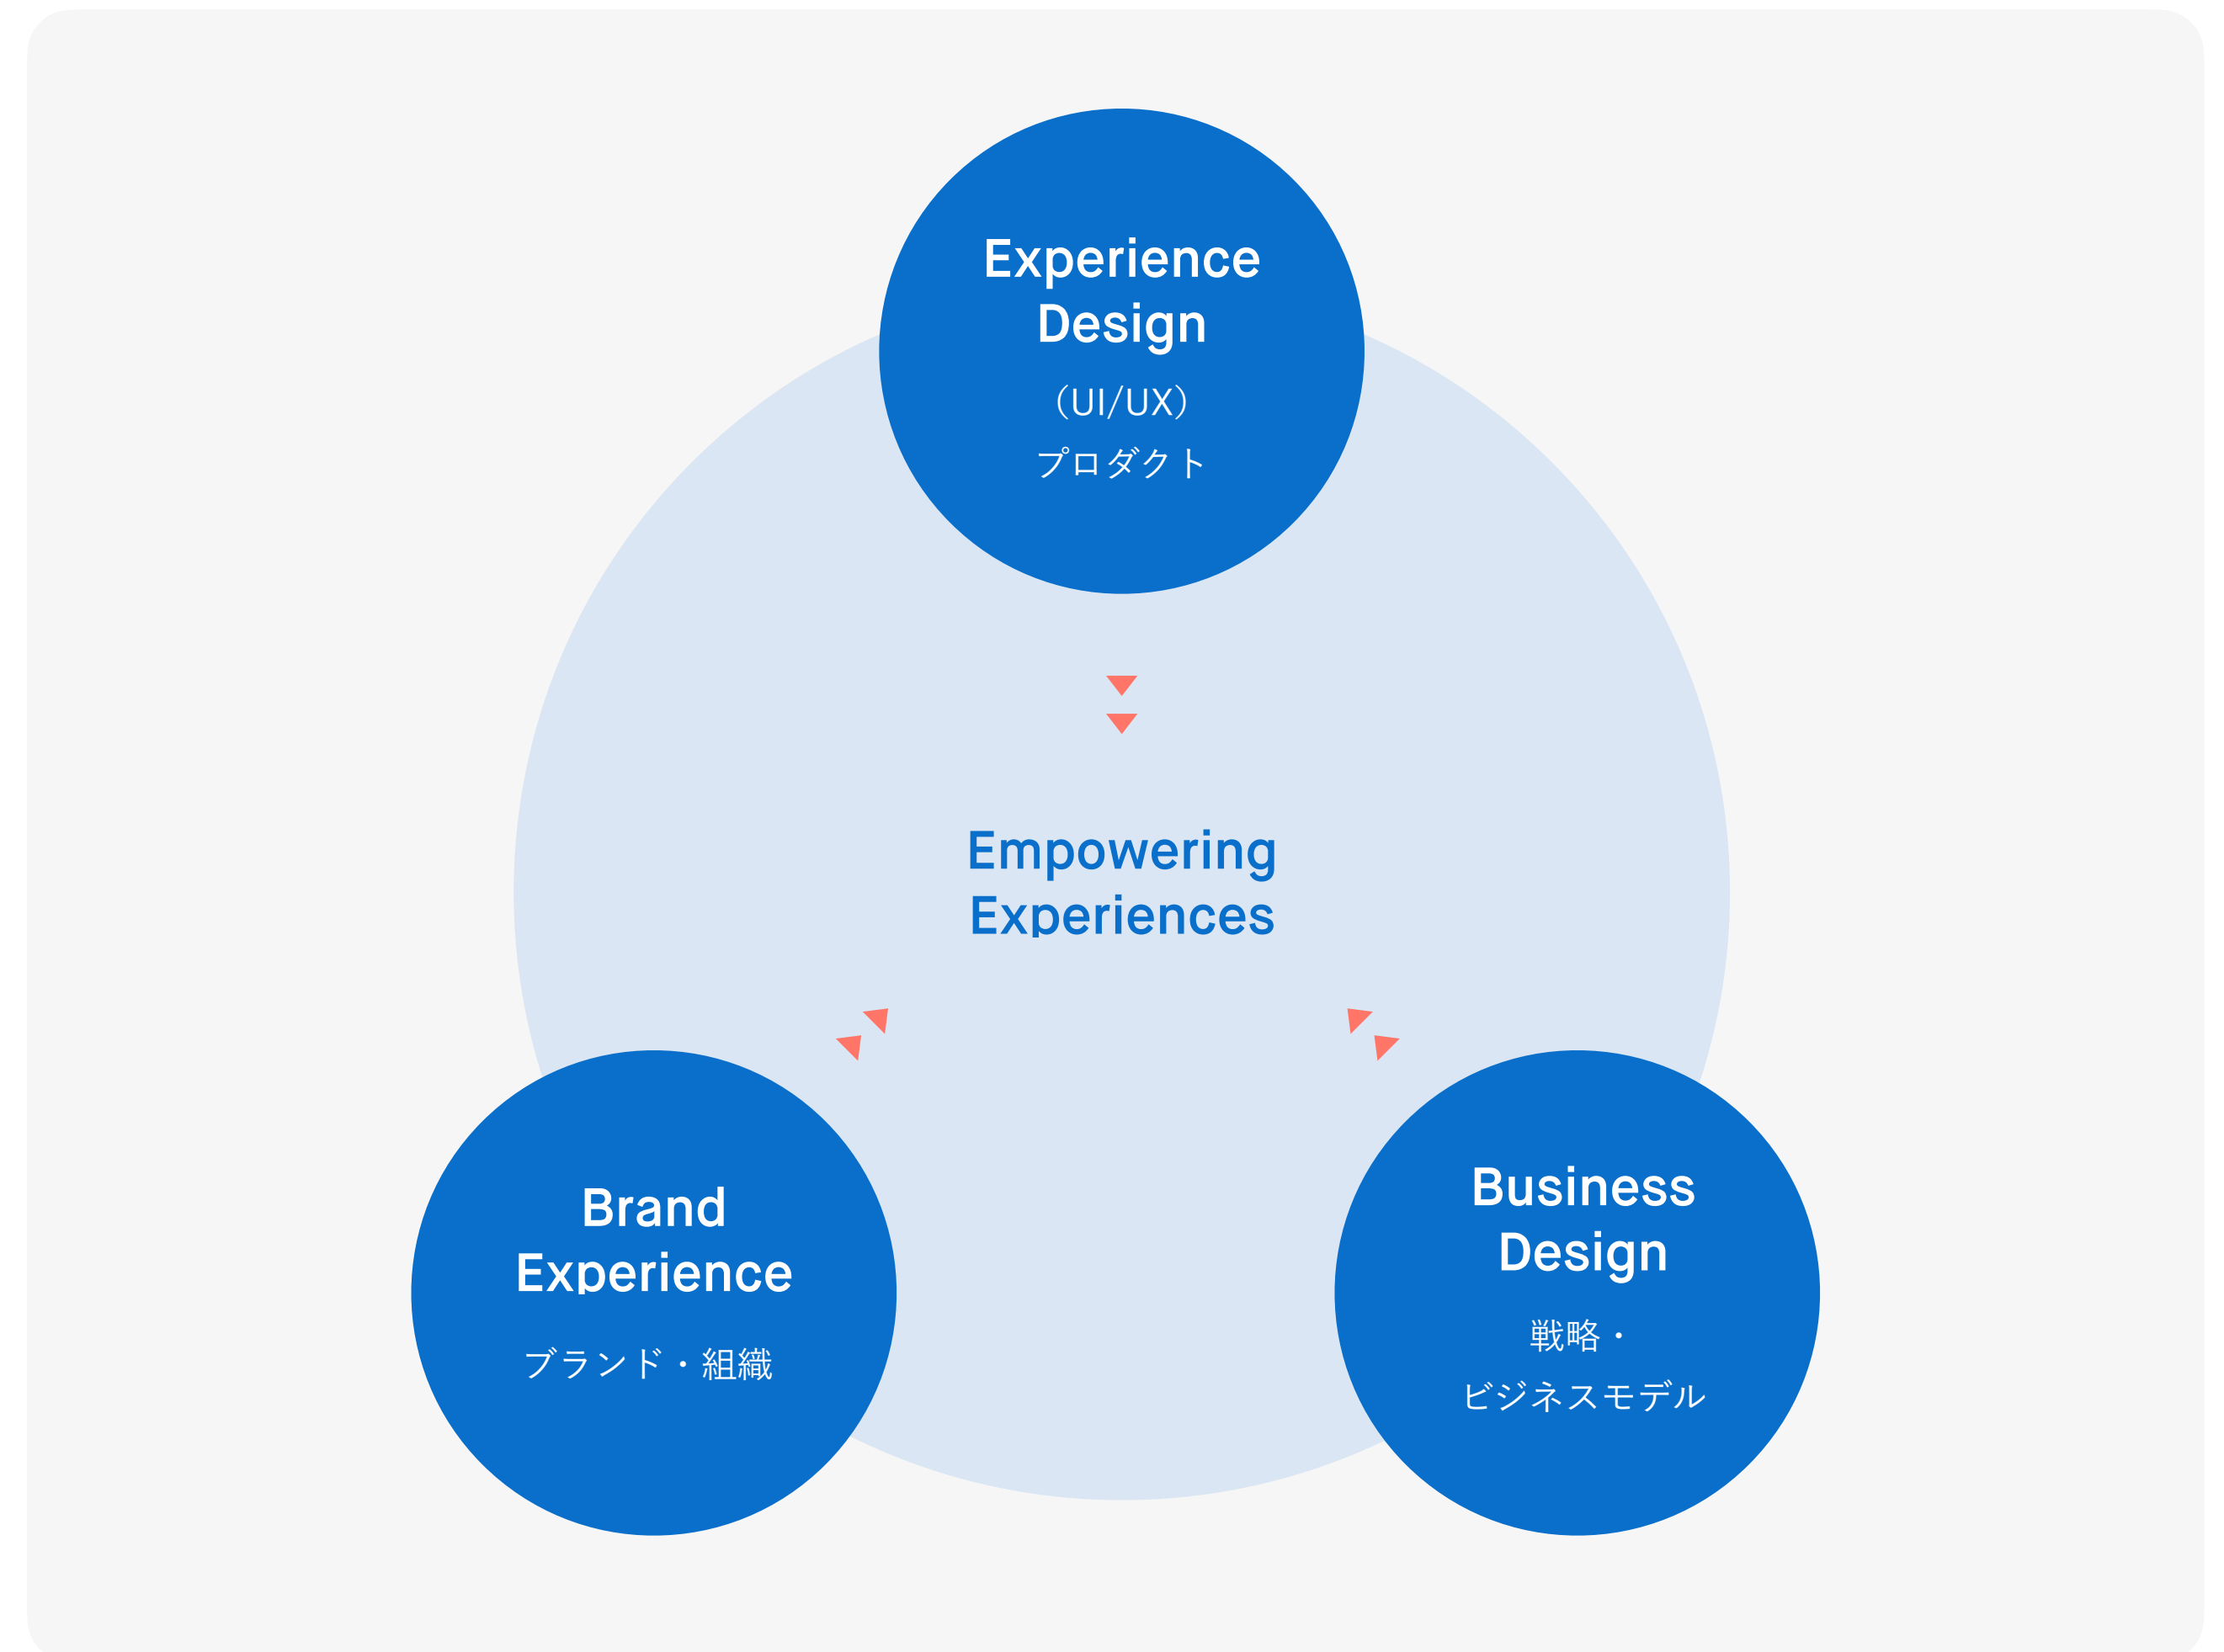 Experience
Design
（UI/UX）
プロダクト
Empowering
Experiences
Brand
Experience
ブランド・組織
Business
Design
戦略・
ビジネスモデル